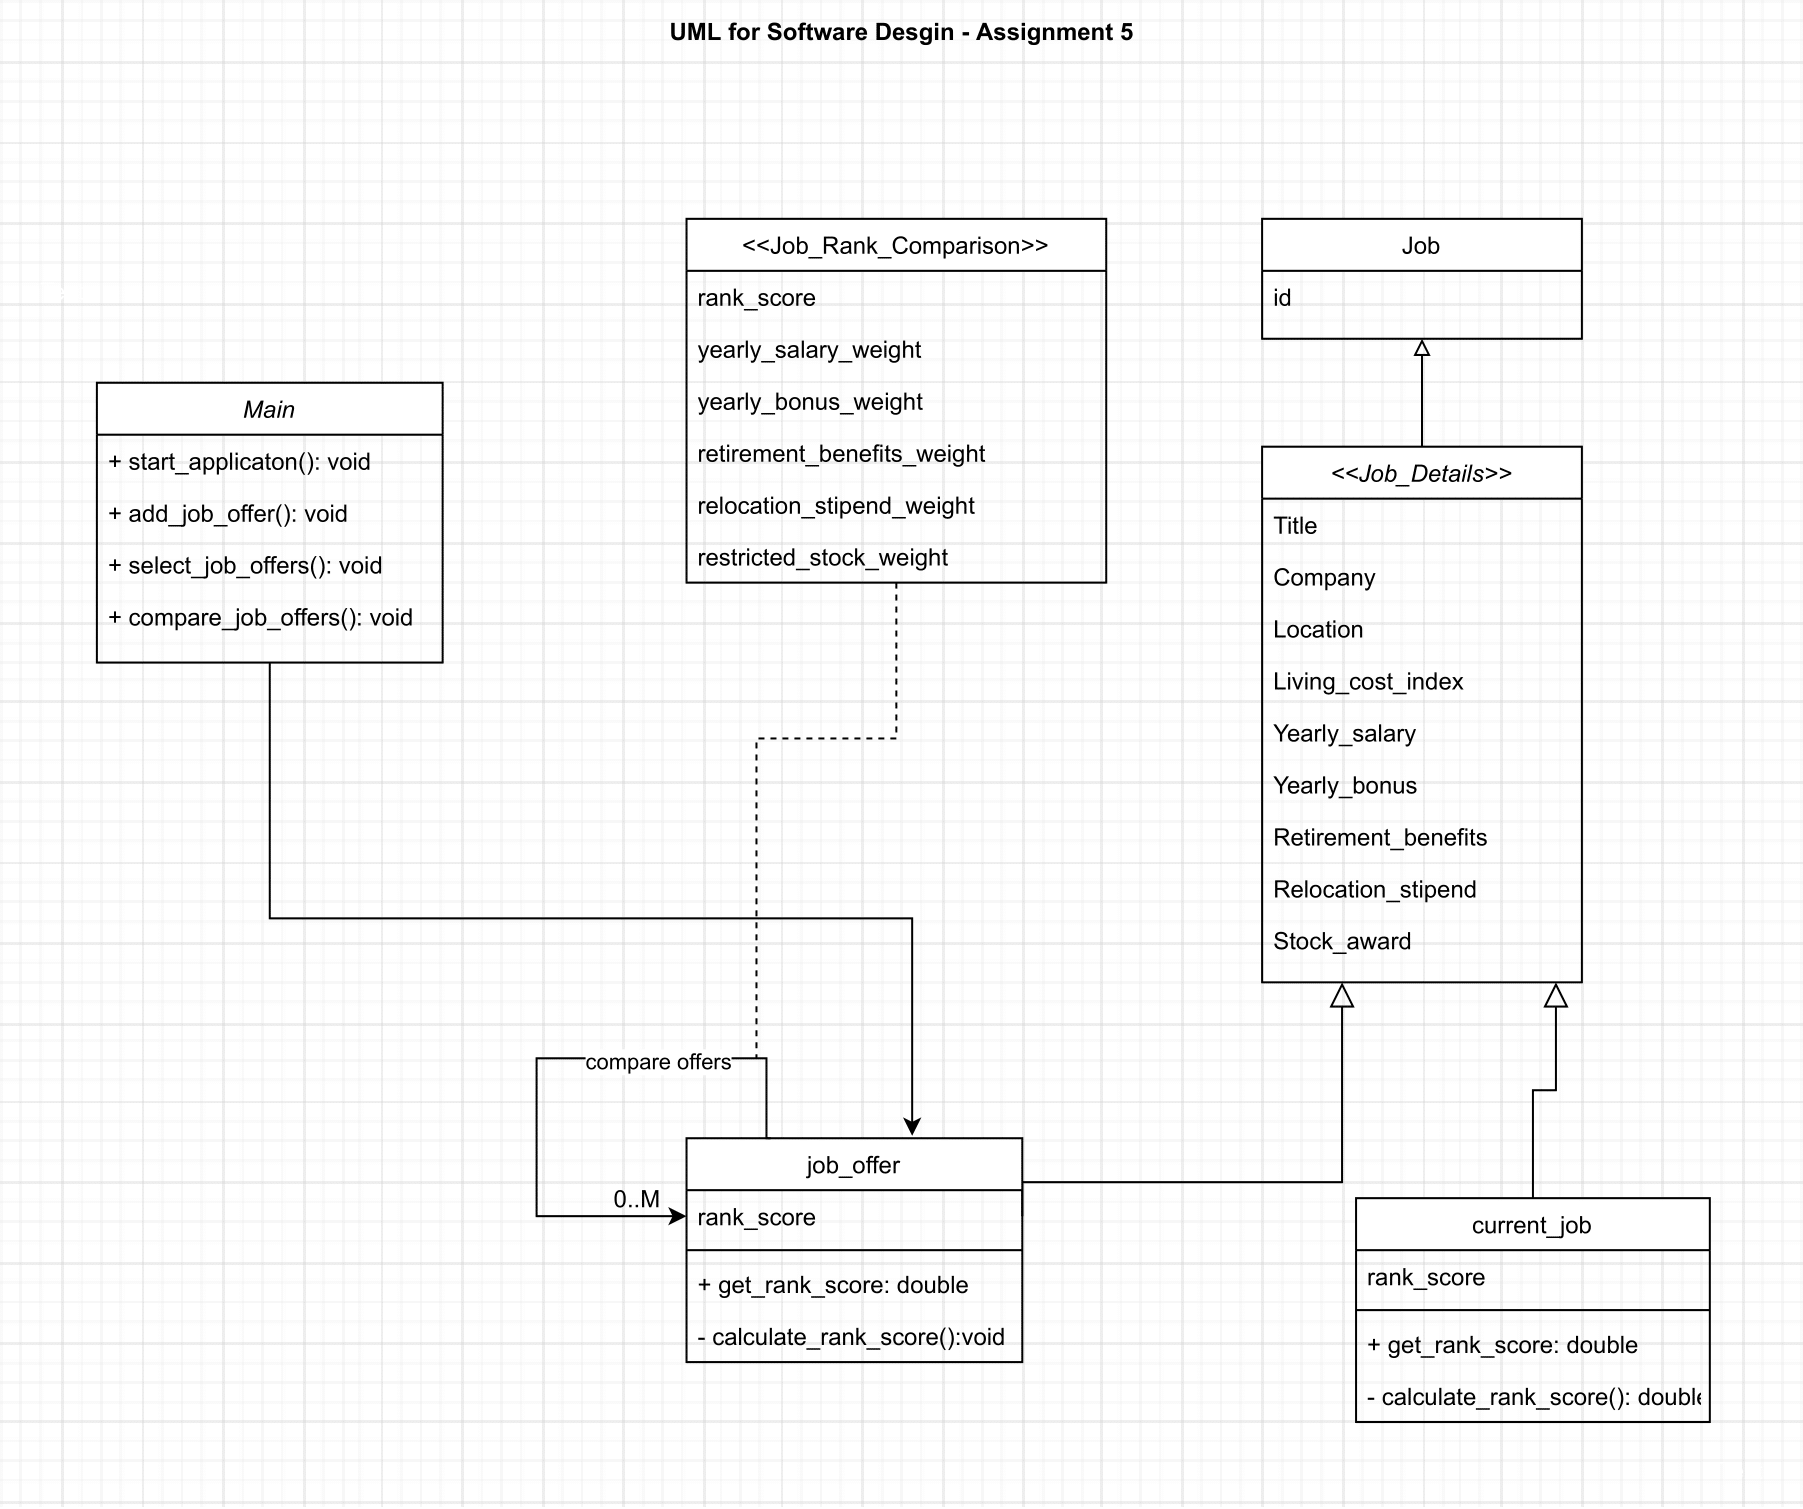 UML for Software Desgin - Assignment 5
<<Job_Rank_Comparison>>
rank_score
yearly_salary_weight
yearly_bonus_weight
retirement_benefits_weight
relocation_stipend_weight
restricted_stock_weight
Job
id
Main
+ start_applicaton(): void
+ add_job_offer(): void
+ select_job_offers(): void
+ compare_job_offers(): void
<<Job_Details>>
Title
Company
Location
Living_cost_index
Yearly_salary
Yearly_bonus
Retirement_benefits
Relocation_stipend
Stock_award
compare offers
0..M
job_offer
rank_score
+ get_rank_score: double
- calculate_rank_score():void
current_job
rank_score
+ get_rank_score: double
- calculate_rank_score(): double